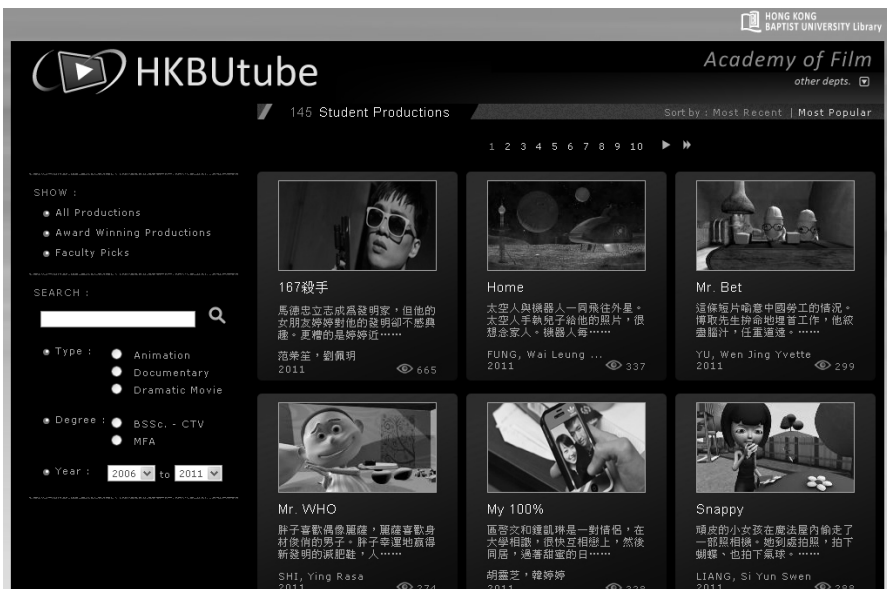 HONG KONG
BAPTIST UNIVERSITY Library
HKBUtube
Academy of Film
other depts.
145 Student Productions
Sort by : Most Recent | Most Popular
1 2 3 4 5 6 7 8 9 10
SHOW :
All Productions
Award Winning Productions
Faculty Picks
SEARCH :
Type :
Animation
Documentary
Dramatic Movie
Degree :
BSSc. - CTV
MFA
Year :
2006 to 2011
167殺手
馬德忠立志成爲發明家，但他的
女朋友婷婷對他的發明卻不感興
趣。更糟的是婷婷近……
范榮笙，劉佩玥
2011 665
Home
太空人與機器人一同飛往外星。
太空人手執兒子給他的照片，很
想念家人。機器人每……
FUNG, Wai Leung ...
2011 337
Mr. Bet
這條短片喻意中國勞工的情況。
博取先生拚命地埋首工作，他絞
盡腦汁，任重道遠。……
YU, Wen Jing Yvette
2011 299
Mr. WHO
胖子喜歡偶像麗薩，麗薩喜歡身
材俊俏的男子。胖子幸運地贏得
新發明的減肥鞋，人……
SHI, Ying Rasa
2011 274
My 100%
區啓文和鍾凱琳是一對情侶，在
大學相識，很快互相戀上，然後
同居，過著甜蜜的日……
胡靈芝，韓婷婷
2011
Snappy
頑皮的小女孩在魔法屋內偷走了
一部照相機。她到處拍照，拍下
蝴蝶、也拍下氣球。……
LIANG, Si Yun Swen
2011